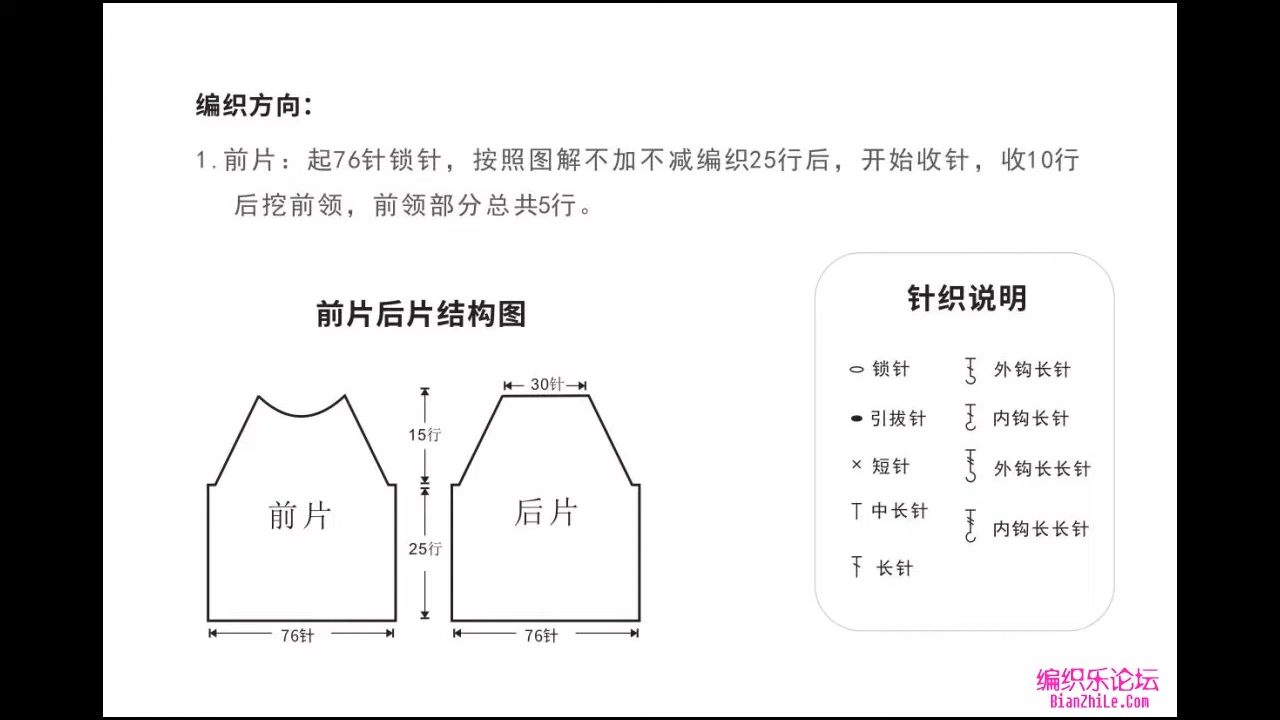 编织方向：
1.前片：起76针锁针，按照图解不加不减编织25行后，开始收针，收10行
后挖前领，前领部分总共5行。
前片后片结构图
针织说明
30针
15行
前片
后片
25行
76针
76针
锁针
外钩长针
引拔针
内钩长针
短针
外钩长长针
中长针
内钩长长针
长针
编织乐论坛
BianZhiLe.Com